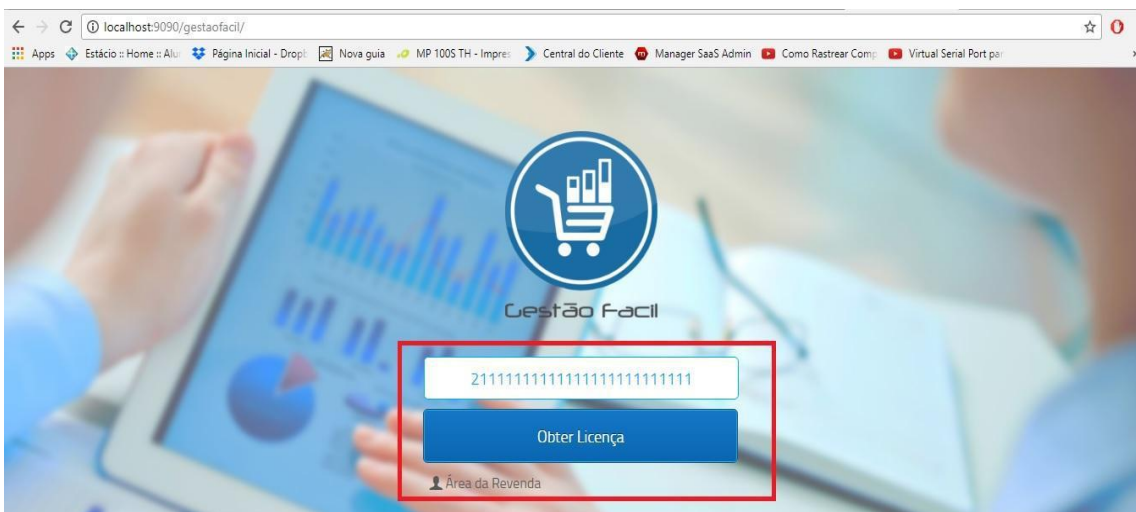 localhost:9090/gestaofacil/
Apps Estácio :: Home :: Alu Página Inicial - Dropb Nova guia MP 100S TH - Impres Central do Cliente Manager SaaS Admin Como Rastrear Comp Virtual Serial Port par
Gestão Facil
Obter Licença
Área da Revenda